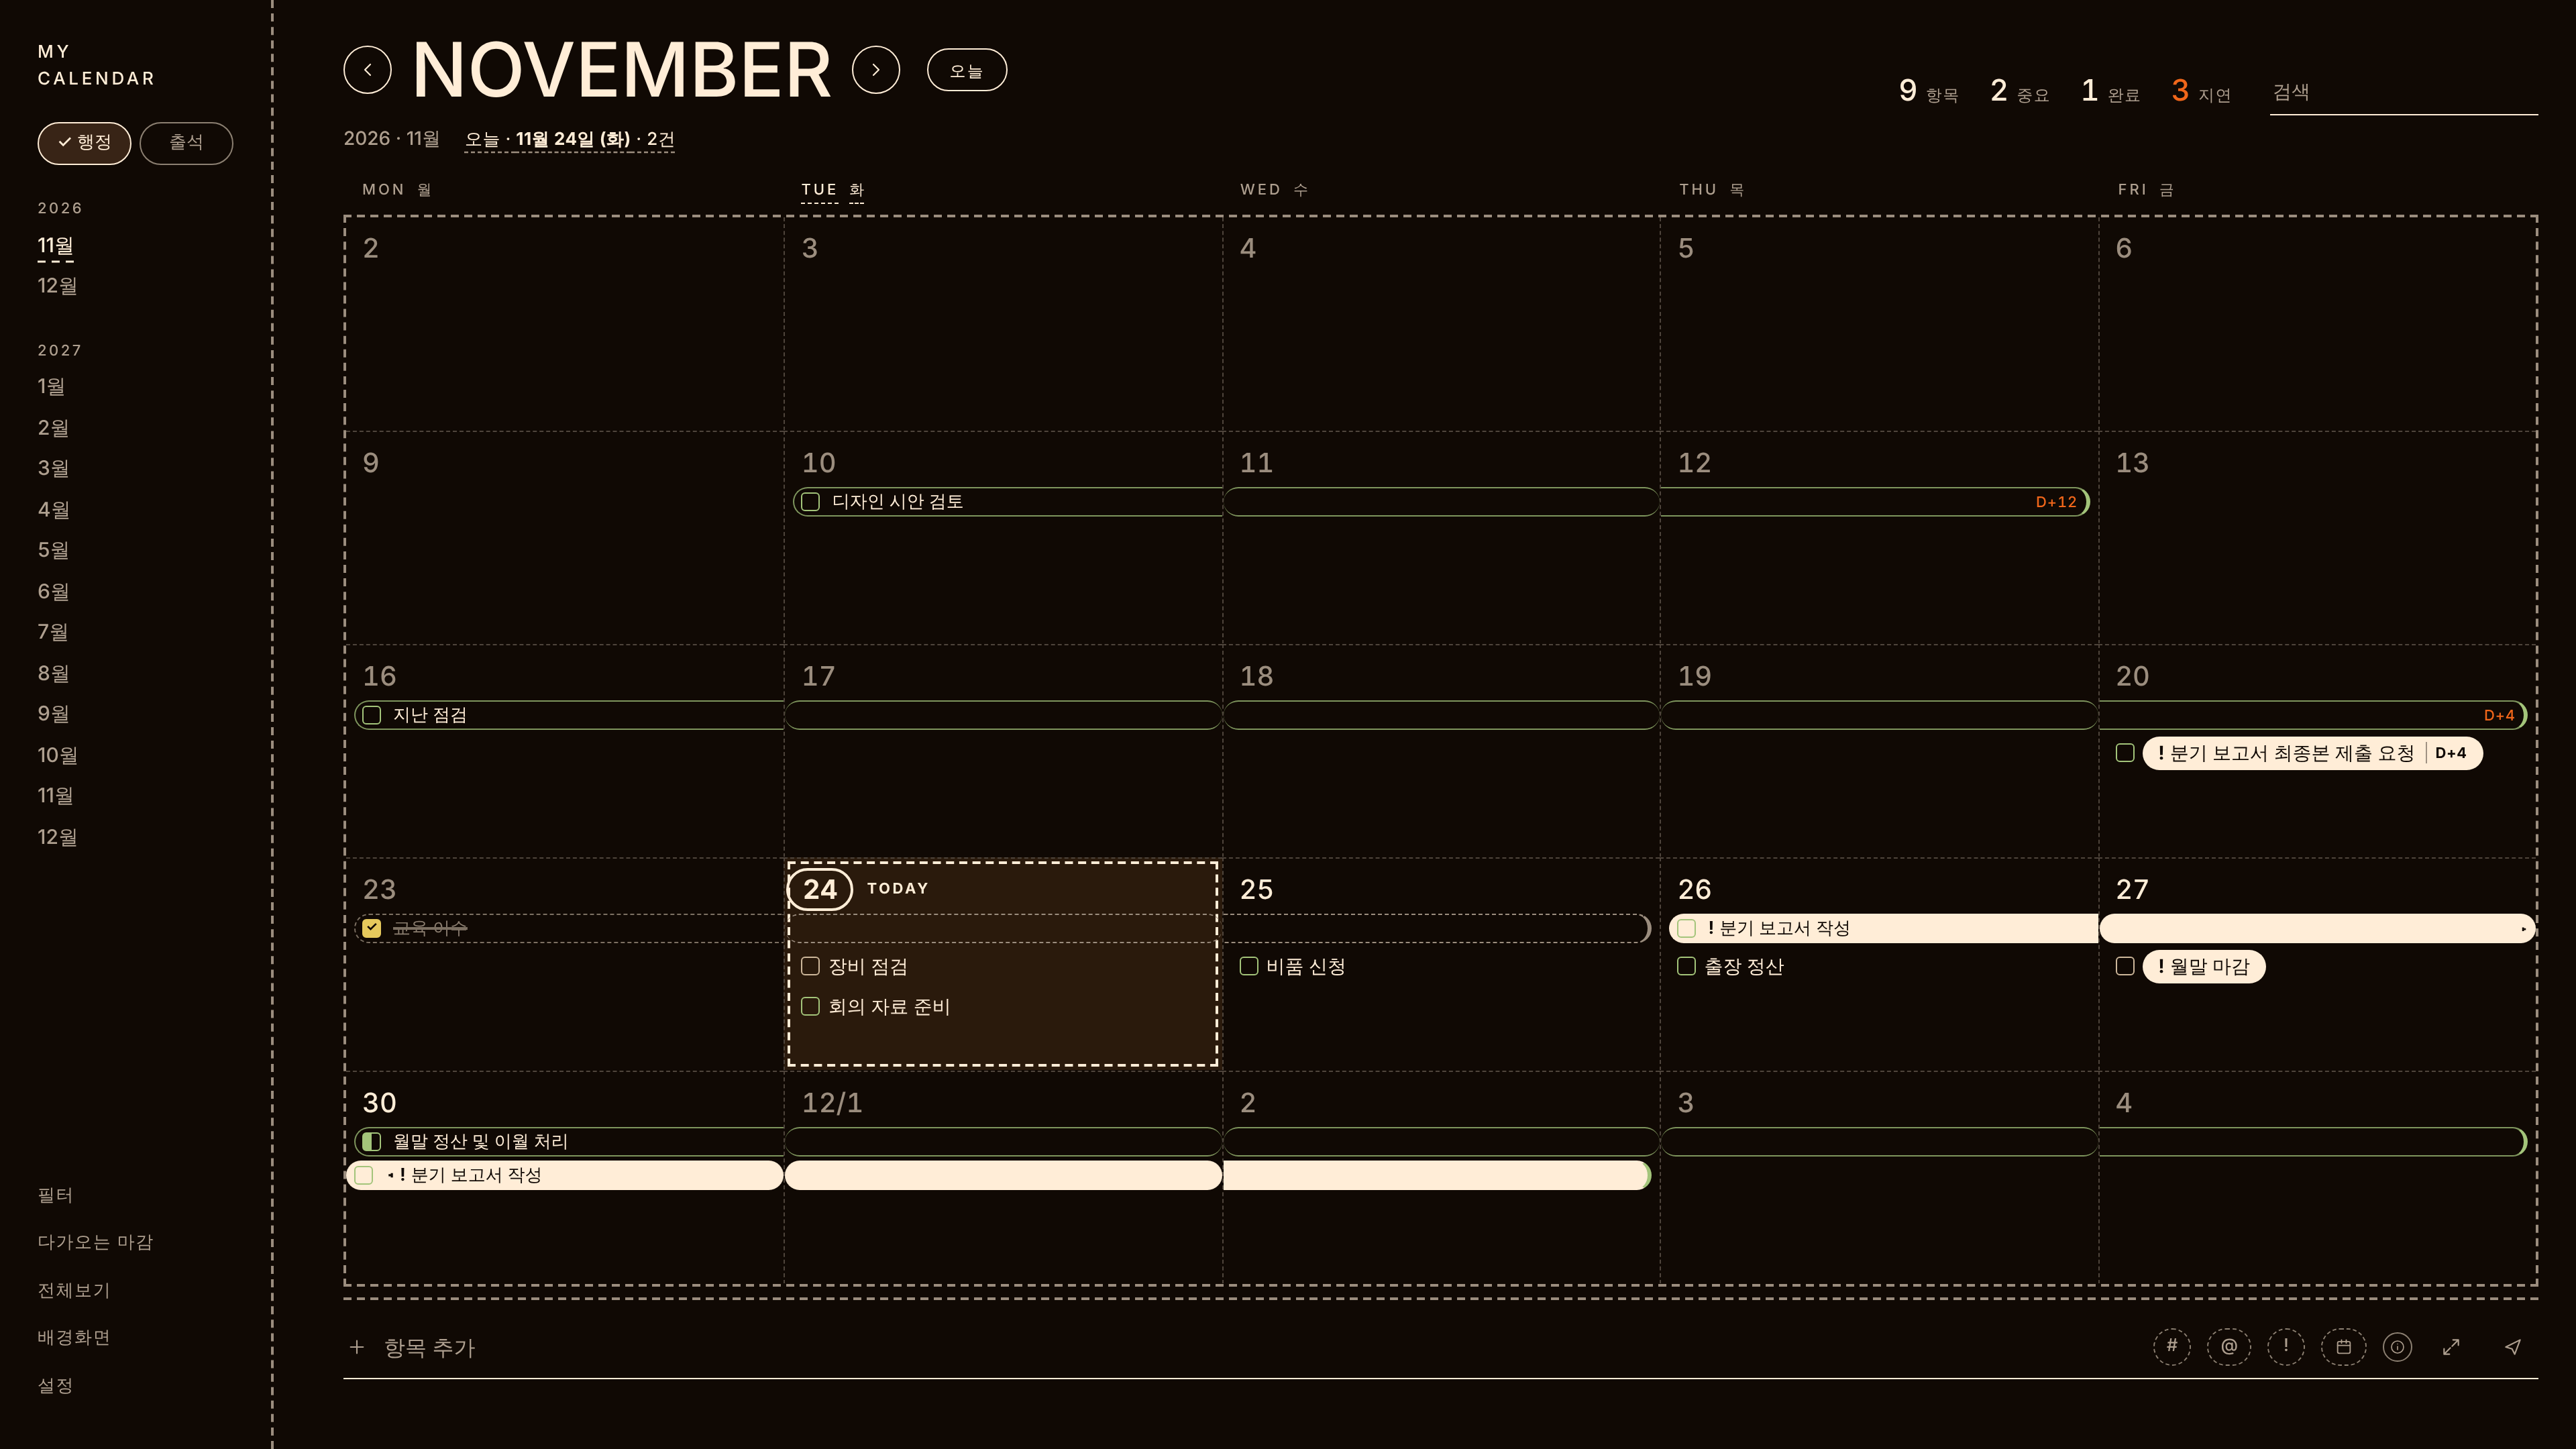 MY
CALENDAR
행정 출석
2026
11월
12월
2027
1월
2월
3월
4월
5월
6월
7월
8월
9월
10월
11월
12월
필터
다가오는 마감
전체보기
배경화면
설정
NOVEMBER 오늘
2026 · 11월 오늘 · 11월 24일 (화) · 2건
9 항목 2 중요 1 완료 3 지연 검색
MON 월 TUE 화 WED 수 THU 목 FRI 금
2 3 4 5 6
9 10 11 12 13
디자인 시안 검토 D+12
16 17 18 19 20
지난 점검 D+4
! 분기 보고서 최종본 제출 요청 D+4
23 24 TODAY 25 26 27
교육 이수 ! 분기 보고서 작성
장비 점검 비품 신청 출장 정산 ! 월말 마감
회의 자료 준비
30 12/1 2 3 4
월말 정산 및 이월 처리
! 분기 보고서 작성
+ 항목 추가 # @ !